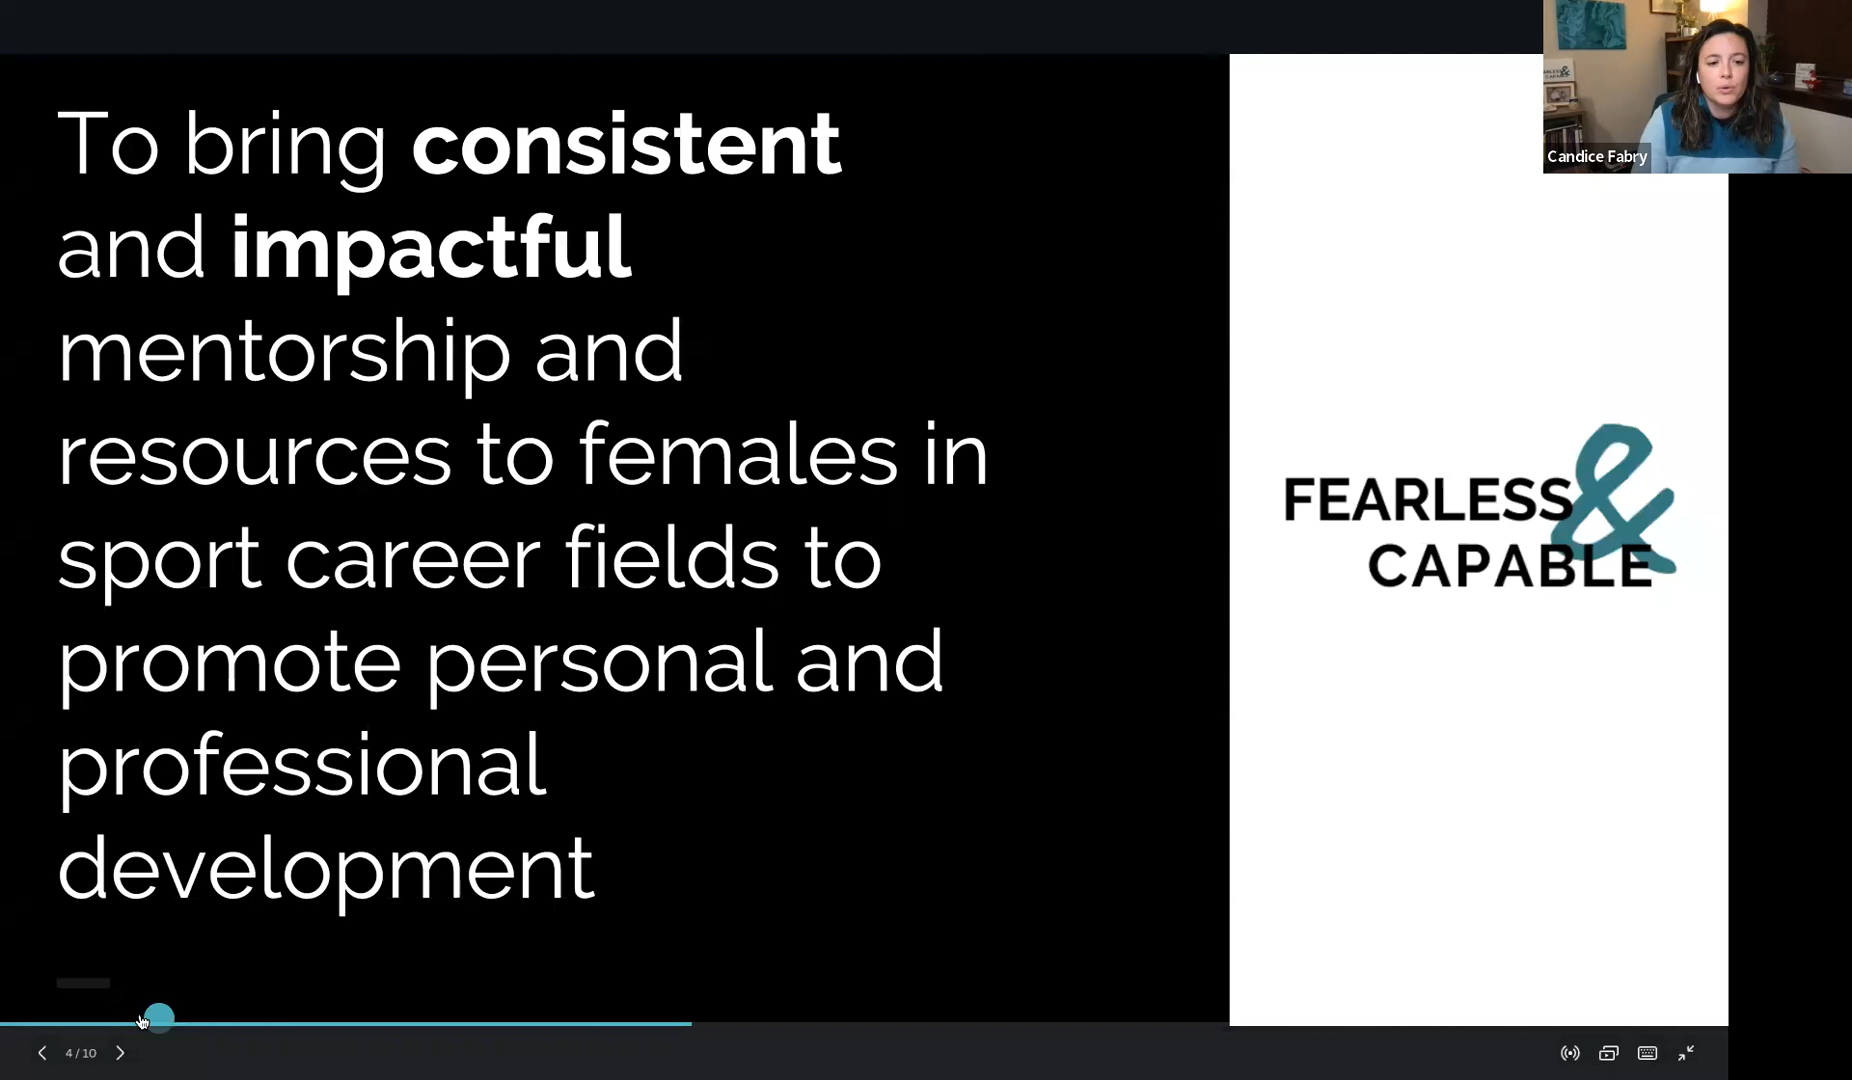 To bring consistent
and impactful
mentorship and
resources to females in
sport career fields to
promote personal and
professional
development
FEARLESS &
CAPABLE
Candice Fabry
4 / 10